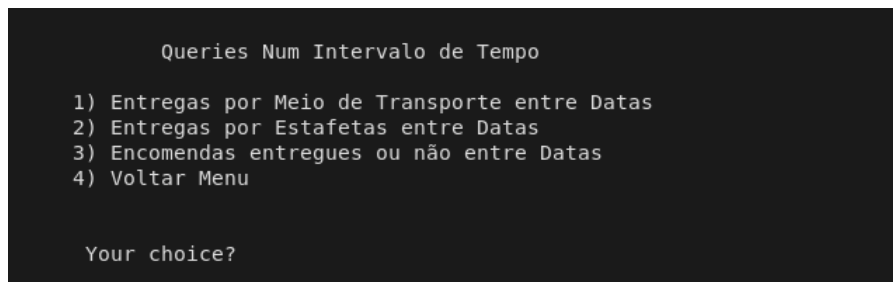 Queries Num Intervalo de Tempo
1) Entregas por Meio de Transporte entre Datas
2) Entregas por Estafetas entre Datas
3) Encomendas entregues ou não entre Datas
4) Voltar Menu
Your choice?